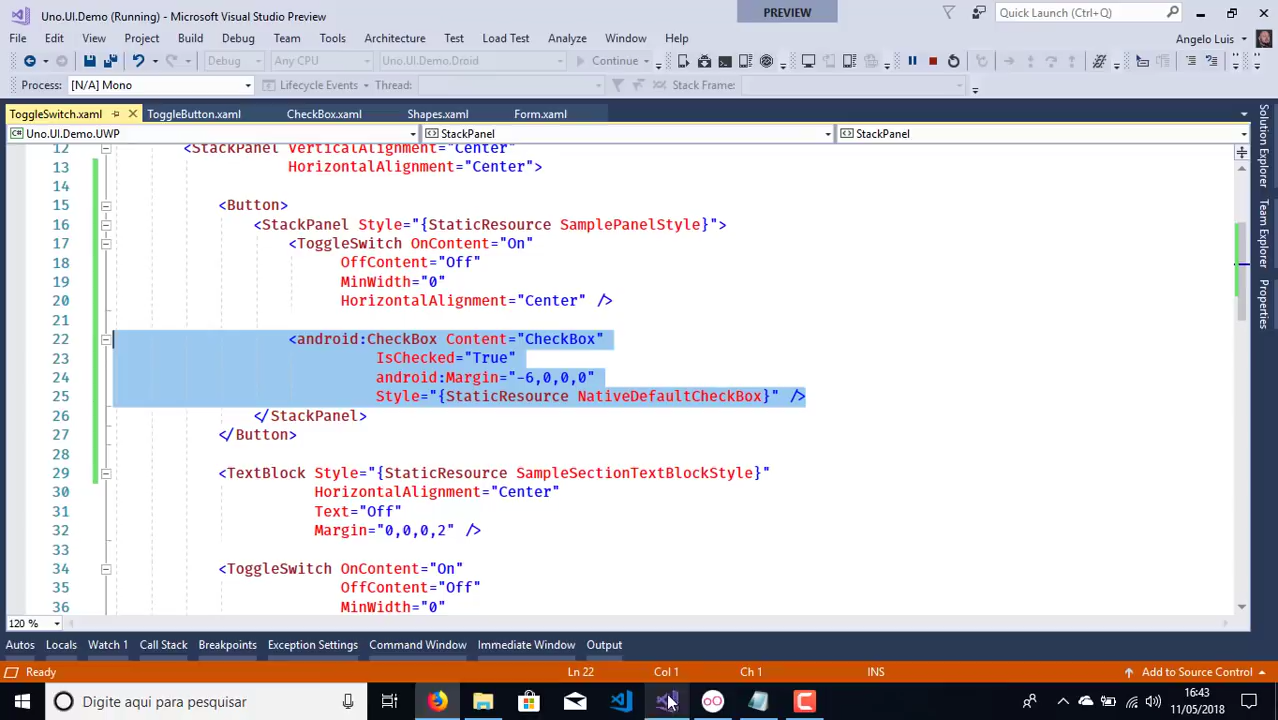 Uno.UI.Demo (Running) - Microsoft Visual Studio Preview
PREVIEW
Quick Launch (Ctrl+Q)
File Edit View Project Build Debug Team Tools Architecture Test Load Test Analyze Window Help
Angelo Luis
Debug Any CPU Uno.UI.Demo.Droid Continue
Process: [N/A] Mono Lifecycle Events Thread: Stack Frame:
ToggleSwitch.xaml ToggleButton.xaml CheckBox.xaml Shapes.xaml Form.xaml
Uno.UI.Demo.UWP StackPanel StackPanel
12 <StackPanel VerticalAlignment="Center"
13 HorizontalAlignment="Center">
14
15 <Button>
16 <StackPanel Style="{StaticResource SamplePanelStyle}">
17 <ToggleSwitch OnContent="On"
18 OffContent="Off"
19 MinWidth="0"
20 HorizontalAlignment="Center" />
21
22 <android:CheckBox Content="CheckBox"
23 IsChecked="True"
24 android:Margin="-6,0,0,0"
25 Style="{StaticResource NativeDefaultCheckBox}" />
26 </StackPanel>
27 </Button>
28
29 <TextBlock Style="{StaticResource SampleSectionTextBlockStyle}"
30 HorizontalAlignment="Center"
31 Text="Off"
32 Margin="0,0,0,2" />
33
34 <ToggleSwitch OnContent="On"
35 OffContent="Off"
36 MinWidth="0"
Solution Explorer
Team Explorer
Properties
120 %
Autos Locals Watch 1 Call Stack Breakpoints Exception Settings Command Window Immediate Window Output
Ready Ln 22 Col 1 Ch 1 INS Add to Source Control
Digite aqui para pesquisar
16:43
11/05/2018